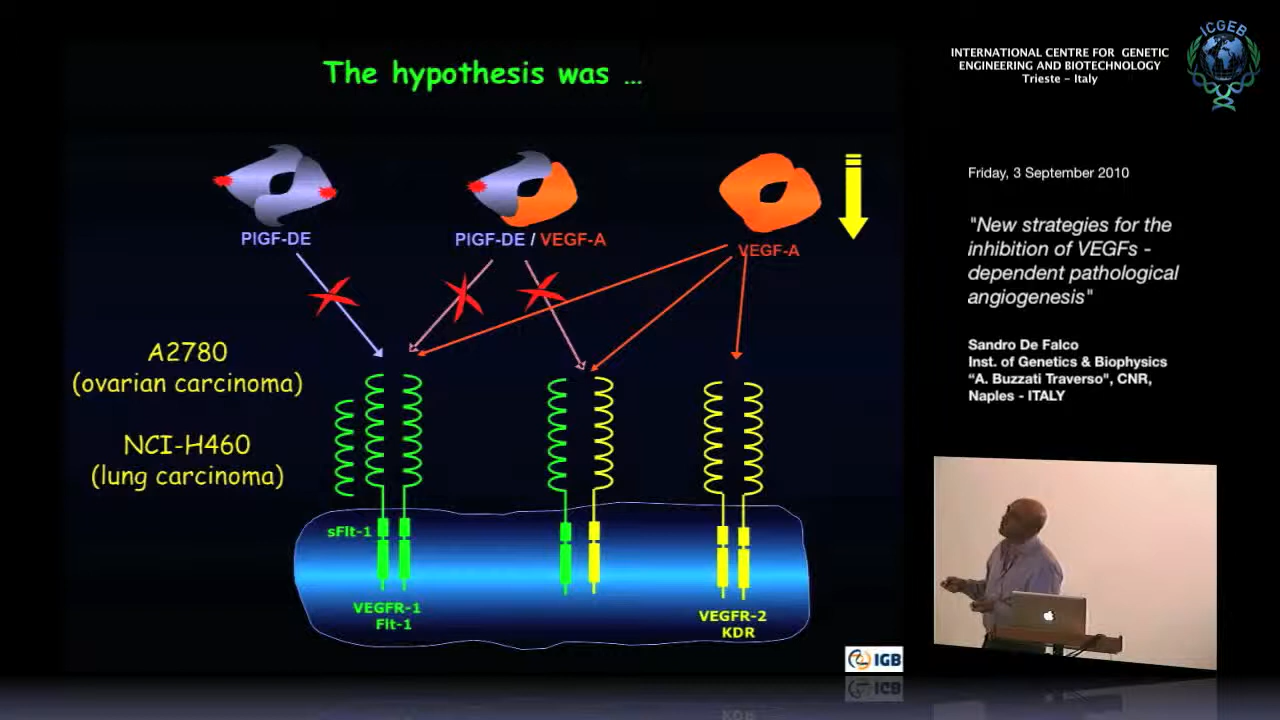 The hypothesis was ...
PlGF-DE
PlGF-DE / VEGF-A
VEGF-A
A2780
(ovarian carcinoma)
NCI-H460
(lung carcinoma)
sFlt-1
VEGFR-1
Flt-1
VEGFR-2
KDR
IGB
INTERNATIONAL CENTRE FOR GENETIC
ENGINEERING AND BIOTECHNOLOGY
Trieste - Italy
ICGEB
Friday, 3 September 2010
"New strategies for the
inhibition of VEGFs -
dependent pathological
angiogenesis"
Sandro De Falco
Inst. of Genetics & Biophysics
“A. Buzzati Traverso", CNR,
Naples - ITALY